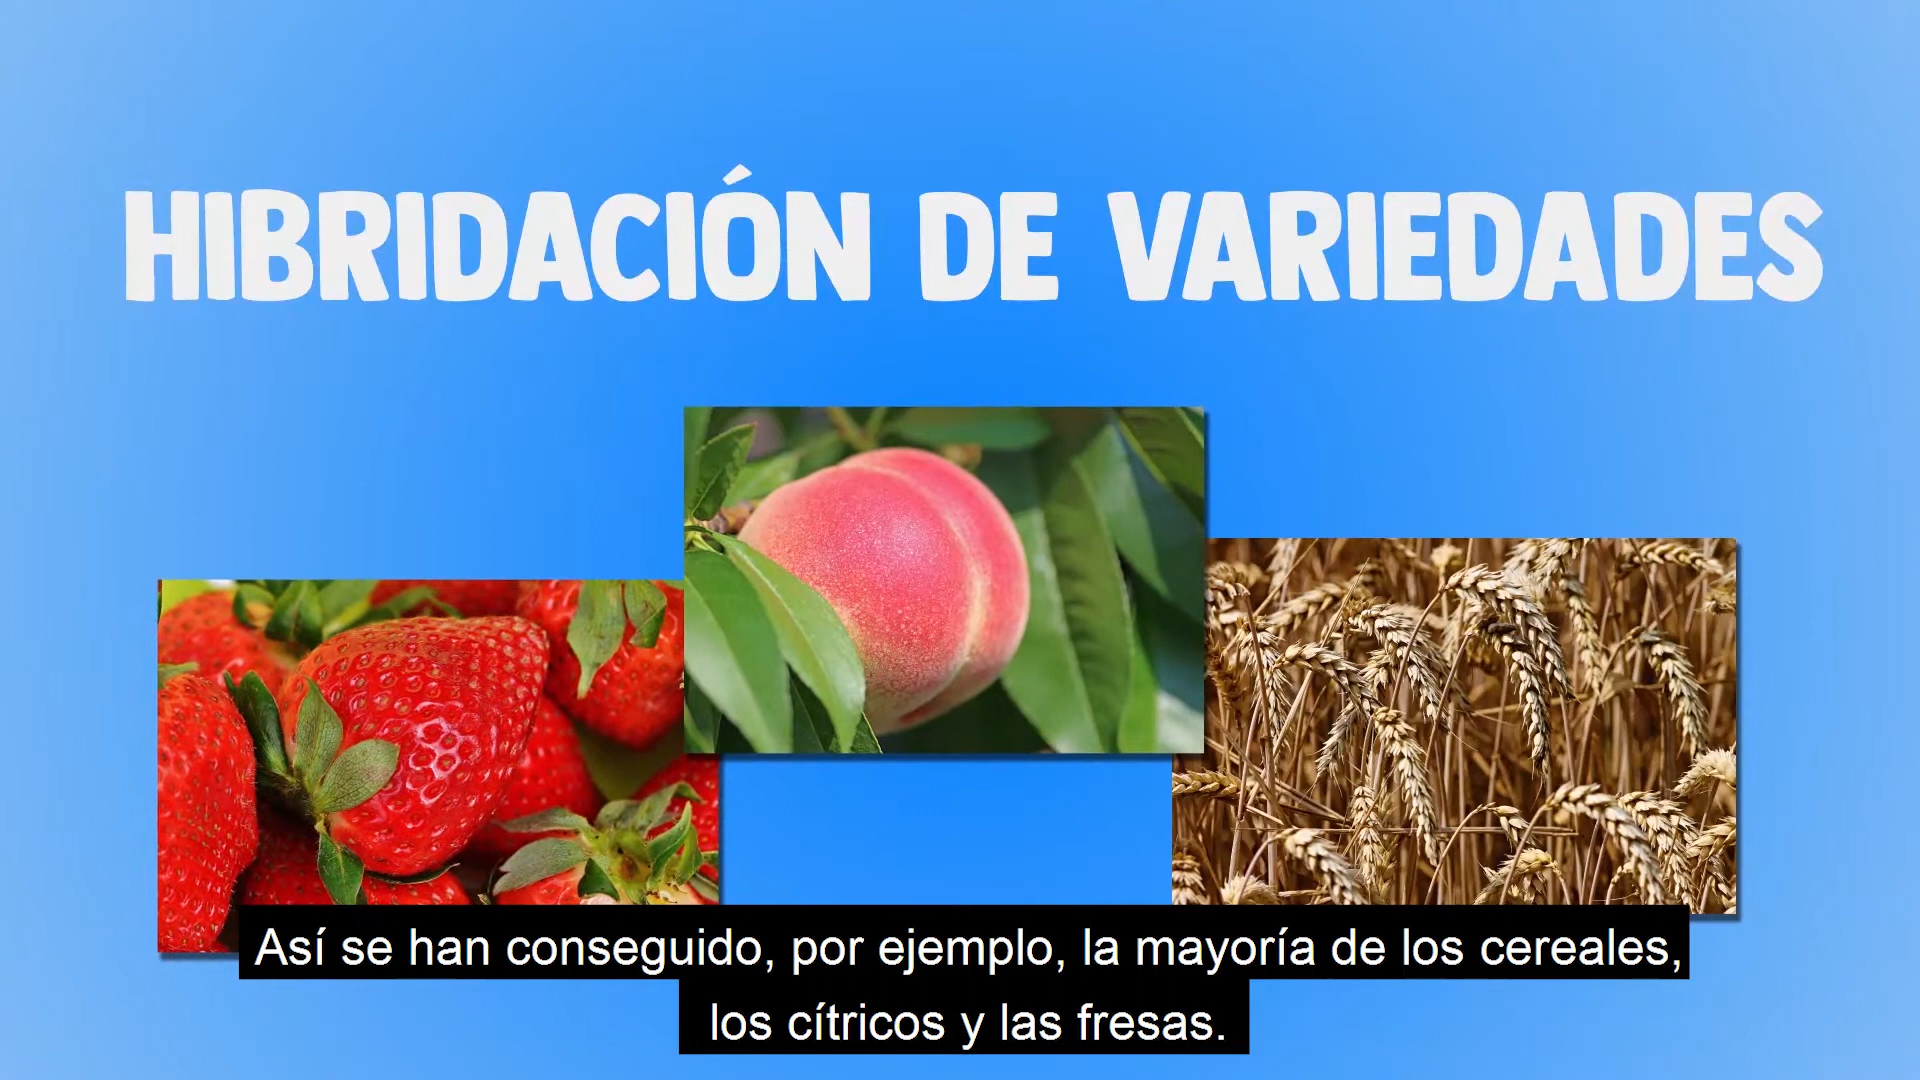 HIBRIDACIÓN DE VARIEDADES
Así se han conseguido, por ejemplo, la mayoría de los cereales,
los cítricos y las fresas.